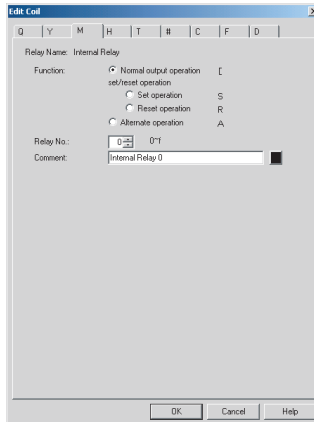 Edit Coil
Q Y M H T # C F D
Relay Name: Internal Relay
Function: Normal output operation [
set/reset operation
Set operation S
Reset operation R
Alternate operation A
Relay No.: 0 0~f
Comment: Internal Relay 0
OK Cancel Help